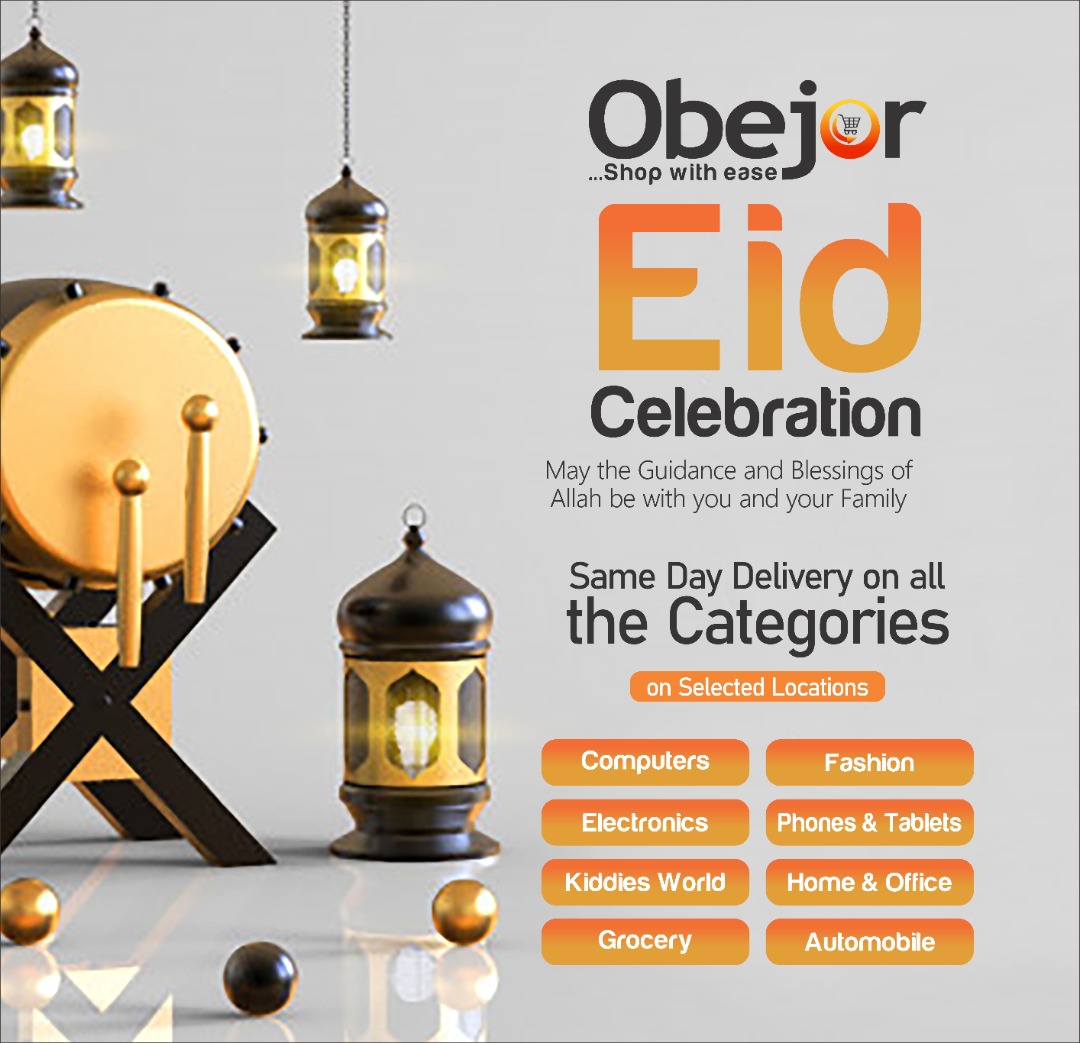 Obejor
...Shop with ease
Eid
Celebration
May the Guidance and Blessings of
Allah be with you and your Family
Same Day Delivery on all
the Categories
on Selected Locations
Computers
Fashion
Electronics
Phones & Tablets
Kiddies World
Home & Office
Grocery
Automobile